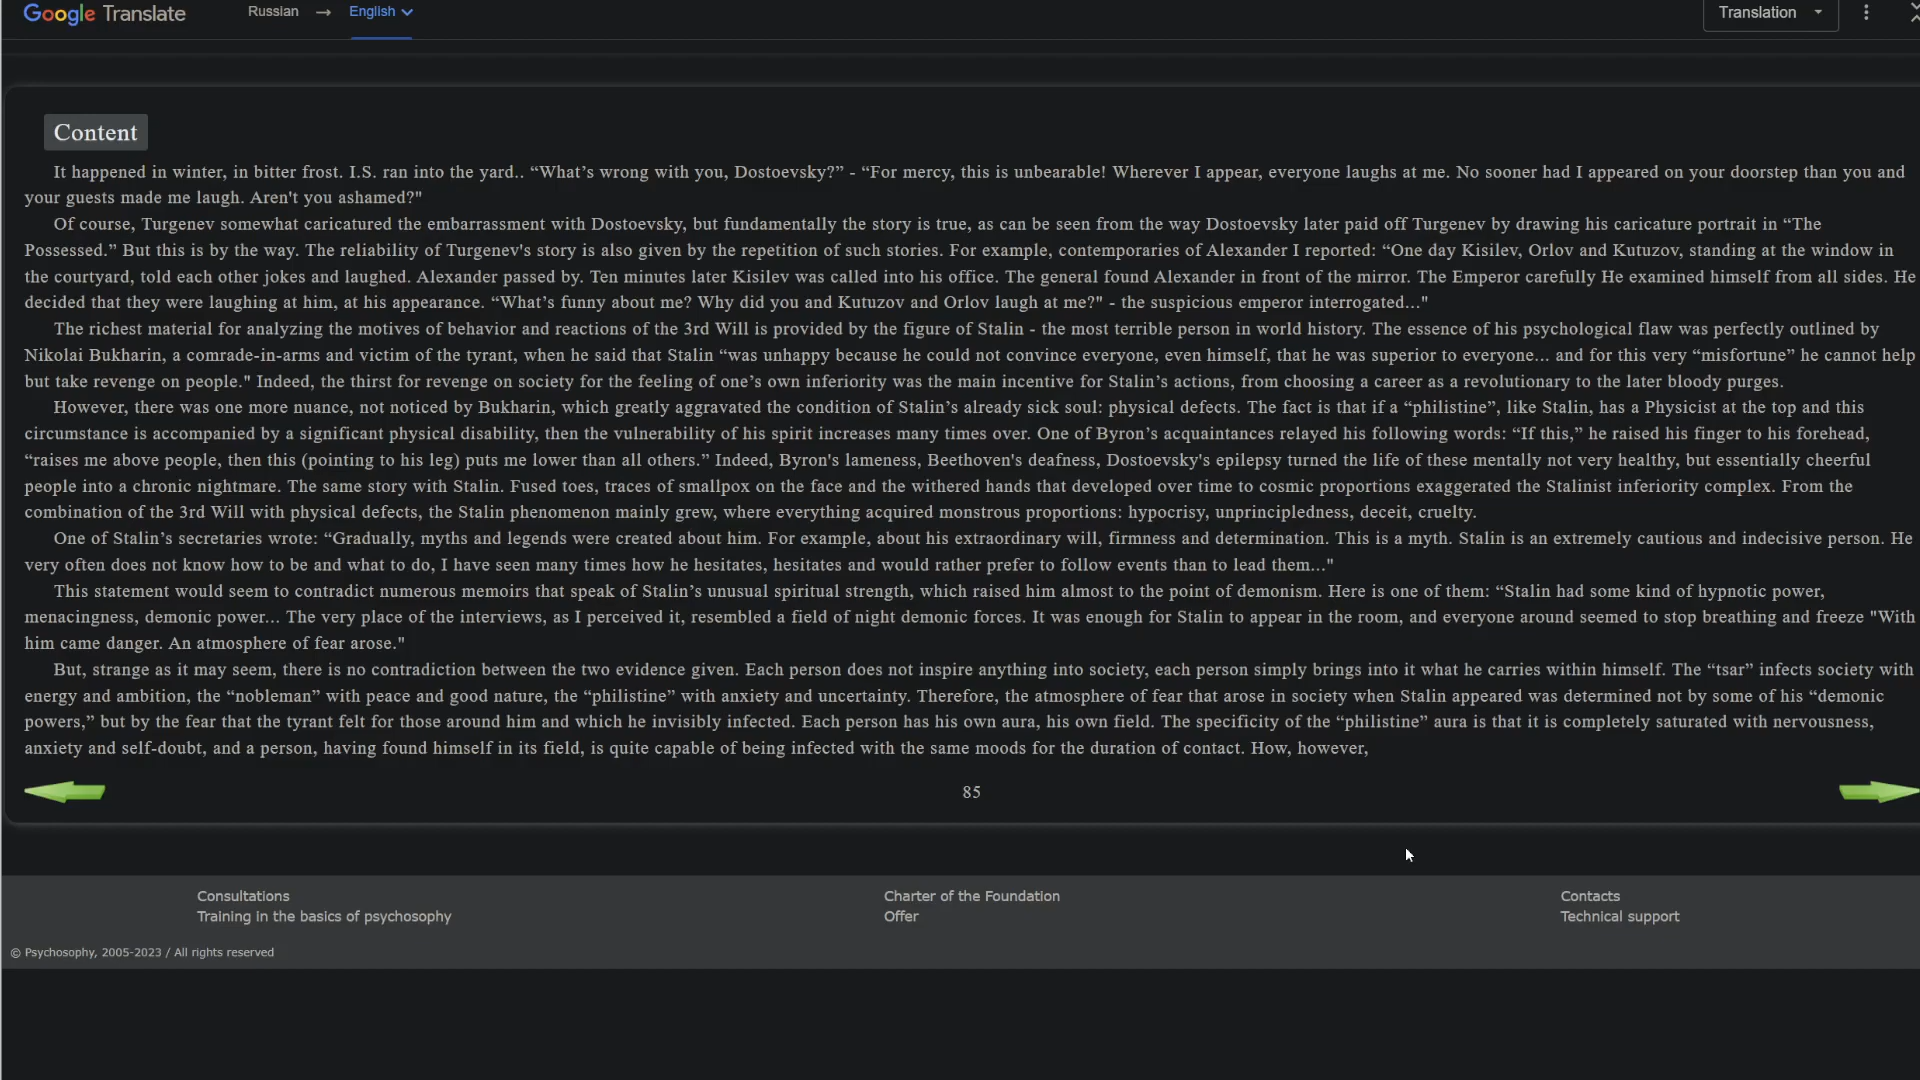 Google Translate
Russian → English
Translation
Content
It happened in winter, in bitter frost. I.S. ran into the yard.. “What’s wrong with you, Dostoevsky?” - “For mercy, this is unbearable! Wherever I appear, everyone laughs at me. No sooner had I appeared on your doorstep than you and
your guests made me laugh. Aren't you ashamed?"
Of course, Turgenev somewhat caricatured the embarrassment with Dostoevsky, but fundamentally the story is true, as can be seen from the way Dostoevsky later paid off Turgenev by drawing his caricature portrait in “The
Possessed.” But this is by the way. The reliability of Turgenev's story is also given by the repetition of such stories. For example, contemporaries of Alexander I reported: “One day Kisilev, Orlov and Kutuzov, standing at the window in
the courtyard, told each other jokes and laughed. Alexander passed by. Ten minutes later Kisilev was called into his office. The general found Alexander in front of the mirror. The Emperor carefully He examined himself from all sides. He
decided that they were laughing at him, at his appearance. “What’s funny about me? Why did you and Kutuzov and Orlov laugh at me?" - the suspicious emperor interrogated..."
The richest material for analyzing the motives of behavior and reactions of the 3rd Will is provided by the figure of Stalin - the most terrible person in world history. The essence of his psychological flaw was perfectly outlined by
Nikolai Bukharin, a comrade-in-arms and victim of the tyrant, when he said that Stalin “was unhappy because he could not convince everyone, even himself, that he was superior to everyone... and for this very “misfortune” he cannot help
but take revenge on people." Indeed, the thirst for revenge on society for the feeling of one’s own inferiority was the main incentive for Stalin’s actions, from choosing a career as a revolutionary to the later bloody purges.
However, there was one more nuance, not noticed by Bukharin, which greatly aggravated the condition of Stalin’s already sick soul: physical defects. The fact is that if a “philistine”, like Stalin, has a Physicist at the top and this
circumstance is accompanied by a significant physical disability, then the vulnerability of his spirit increases many times over. One of Byron’s acquaintances relayed his following words: “If this,” he raised his finger to his forehead,
“raises me above people, then this (pointing to his leg) puts me lower than all others.” Indeed, Byron's lameness, Beethoven's deafness, Dostoevsky's epilepsy turned the life of these mentally not very healthy, but essentially cheerful
people into a chronic nightmare. The same story with Stalin. Fused toes, traces of smallpox on the face and the withered hands that developed over time to cosmic proportions exaggerated the Stalinist inferiority complex. From the
combination of the 3rd Will with physical defects, the Stalin phenomenon mainly grew, where everything acquired monstrous proportions: hypocrisy, unprincipledness, deceit, cruelty.
One of Stalin’s secretaries wrote: “Gradually, myths and legends were created about him. For example, about his extraordinary will, firmness and determination. This is a myth. Stalin is an extremely cautious and indecisive person. He
very often does not know how to be and what to do, I have seen many times how he hesitates, hesitates and would rather prefer to follow events than to lead them..."
This statement would seem to contradict numerous memoirs that speak of Stalin’s unusual spiritual strength, which raised him almost to the point of demonism. Here is one of them: “Stalin had some kind of hypnotic power,
menacingness, demonic power... The very place of the interviews, as I perceived it, resembled a field of night demonic forces. It was enough for Stalin to appear in the room, and everyone around seemed to stop breathing and freeze "With
him came danger. An atmosphere of fear arose."
But, strange as it may seem, there is no contradiction between the two evidence given. Each person does not inspire anything into society, each person simply brings into it what he carries within himself. The “tsar” infects society with
energy and ambition, the “nobleman” with peace and good nature, the “philistine” with anxiety and uncertainty. Therefore, the atmosphere of fear that arose in society when Stalin appeared was determined not by some of his “demonic
powers,” but by the fear that the tyrant felt for those around him and which he invisibly infected. Each person has his own aura, his own field. The specificity of the “philistine” aura is that it is completely saturated with nervousness,
anxiety and self-doubt, and a person, having found himself in its field, is quite capable of being infected with the same moods for the duration of contact. How, however,
85
Consultations
Training in the basics of psychosophy
Charter of the Foundation
Offer
Contacts
Technical support
© Psychosophy, 2005-2023 / All rights reserved